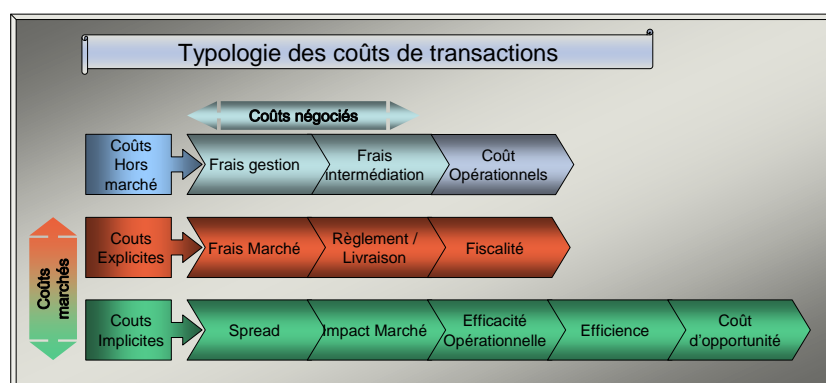 Typologie des coûts de transactions
Coûts négociés
Coûts
Hors
marché
Frais gestion
Frais
intermédiation
Coût
Opérationnels
Coûts
marchés
Couts
Explicites
Frais Marché
Règlement /
Livraison
Fiscalité
Couts
Implicites
Spread
Impact Marché
Efficacité
Opérationnelle
Efficience
Coût
d'opportunité